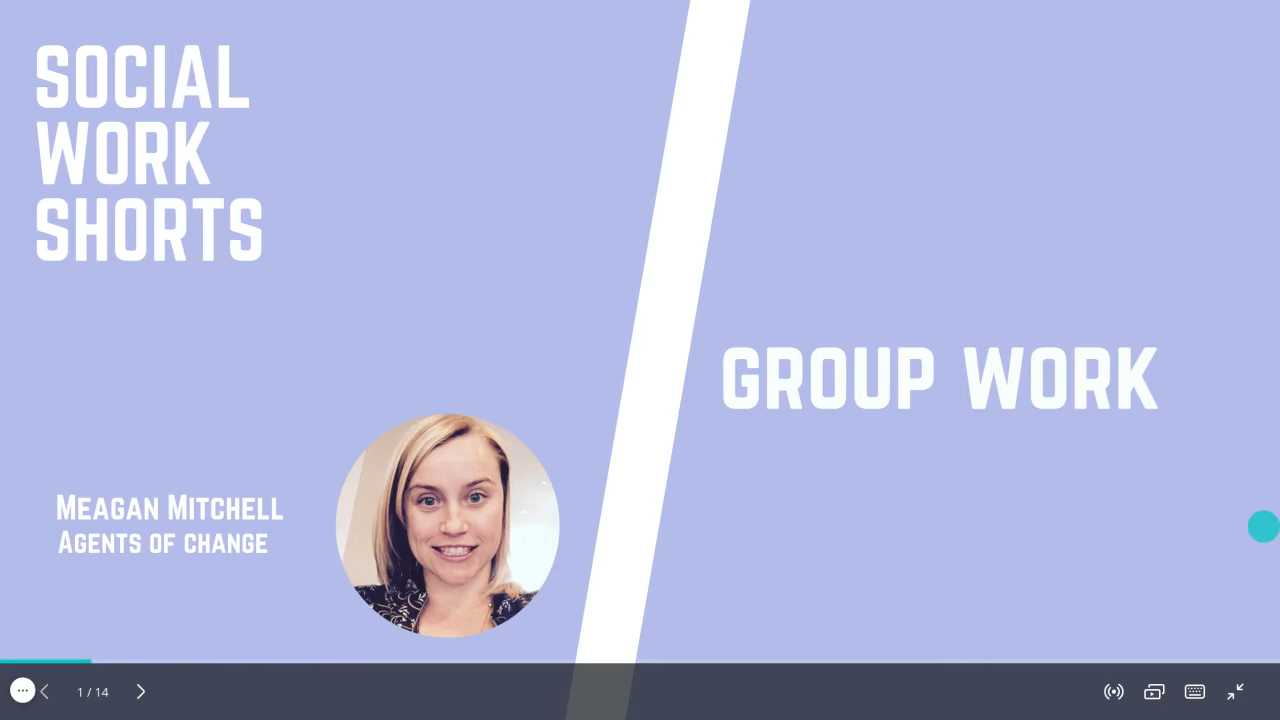 SOCIAL
WORK
SHORTS
GROUP WORK
MEAGAN MITCHELL
AGENTS OF CHANGE
1 / 14